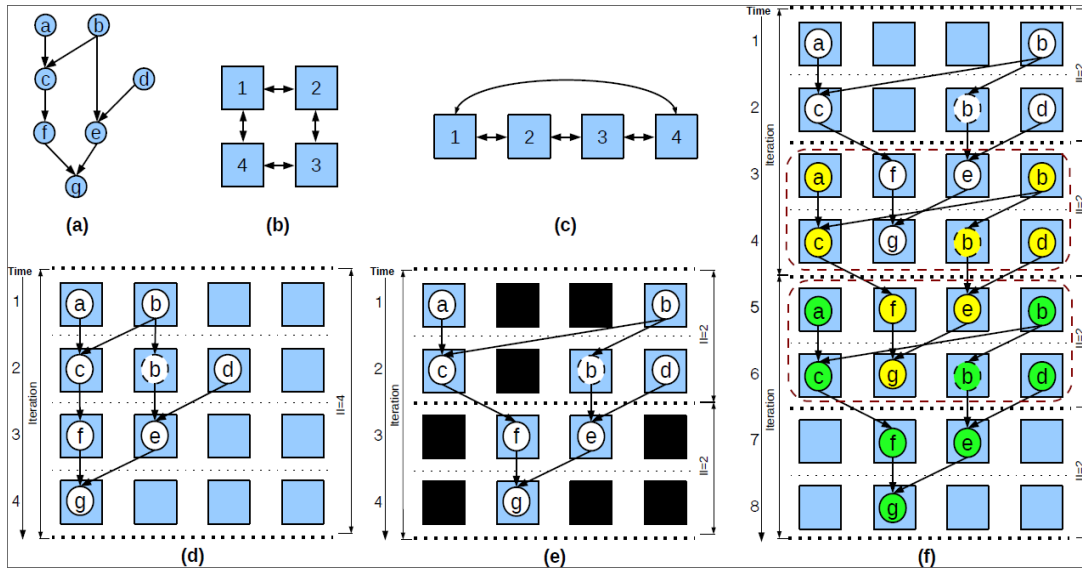 a b
c d
f e
g
(a)
1 2
4 3
(b)
1 2 3 4
(c)
Time
Iteration
1 a b
2 c b d
3 f e
4 g
II=4
(d)
Time
Iteration
1 a b
2 c b d
3 f e
4 g
II=2
II=2
(e)
Time
Iteration
Iteration
1 a b
2 c b d
3 a f e b
4 c g b d
5 a f e b
6 c g b d
7 f e
8 g
II=2
II=2
II=2
II=2
(f)